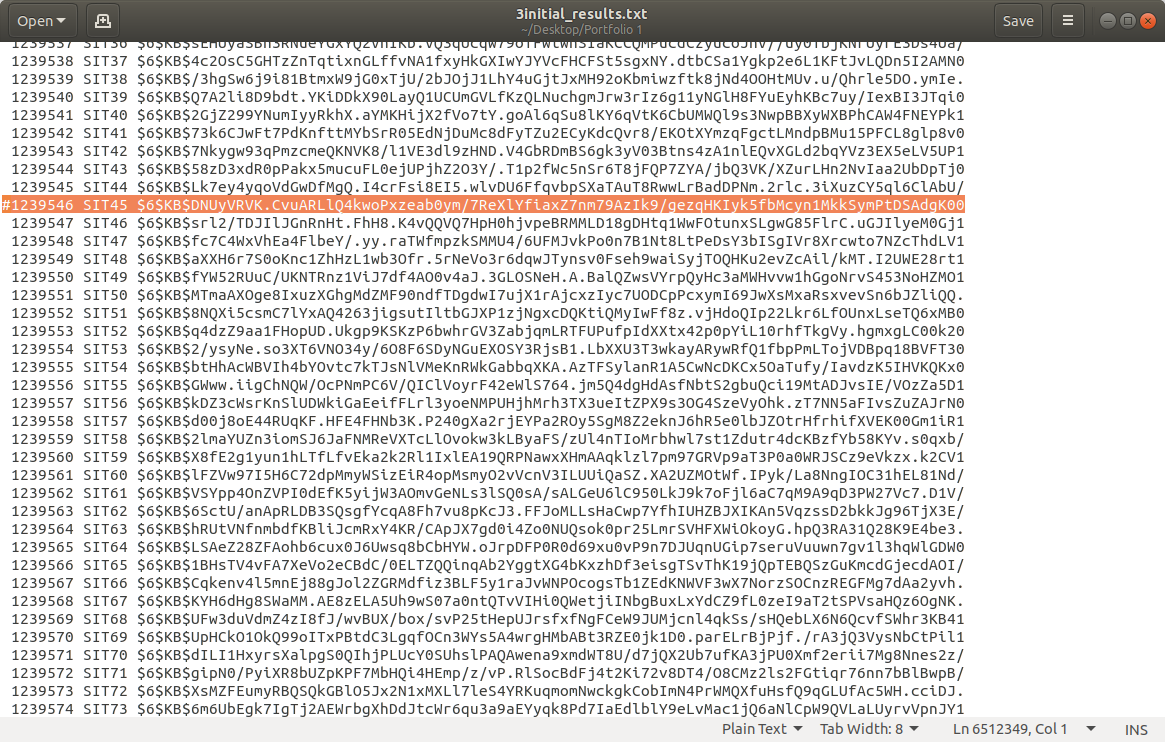 Open
3initial_results.txt
~/Desktop/Portfolio 1
Save
1239538 SIT37 $6$KB$4c2OsC5GHTzZnTqtixnGLffvNA1fxyHkGXIwYJYVcFHCFSt5sgxNY.dtbCSa1Ygkp2e6L1KFtJvLQDn5I2AMN0
1239539 SIT38 $6$KB$/3hgSw6j9i81BtmxW9jG0xTjU/2bJOjJ1LhY4uGjtJxMH92oKbmiwzftk8jNd4OOHtMUv.u/Qhrle5DO.ymIe.
1239540 SIT39 $6$KB$Q7A2li8D9bdt.YKiDDkX90LayQ1UCUmGVLfKzQLNuchgmJrw3rIz6g11yNGlH8FYuEyhKBc7uy/IexBI3JTqi0
1239541 SIT40 $6$KB$2GjZ299YNumIyyRkhX.aYMKHijX2fVo7tY.goAl6qSu8lKY6qVtK6CbUMWQl9s3NwpBBXyWXBPhCAW4FNEYPk1
1239542 SIT41 $6$KB$73k6CJwFt7PdKnfttMYbSrR05EdNjDuMc8dFyTZu2ECyKdcQvr8/EKOtXYmzqFgctLMndpBMu15PFCL8glp8v0
1239543 SIT42 $6$KB$7Nkygw93qPmzcmeQKNVK8/l1VE3dl9zHND.V4GbRDmBS6gk3yV03Btns4zA1nlEQvXGLd2bqYVz3EX5eLV5UP1
1239544 SIT43 $6$KB$58zD3xdR0pPakx5mucuFL0ejUPjhZ2O3Y/.T1p2fWc5nSr6T8jFQP7ZYA/jbQ3VK/XZurLHn2NvIaa2UbDpTj0
1239545 SIT44 $6$KB$Lk7ey4yqoVdGwDfMgQ.I4crFsi8EI5.wlvDU6FfqvbpSXaTAuT8RwwLrBadDPNm.2rlc.3iXuzCY5ql6ClAbU/
#1239546 SIT45 $6$KB$DNUyVRVK.CvuARLlQ4kwoPxzeab0ym/7ReXlYfiaxZ7nm79AzIk9/gezqHKIyk5fbMcyn1MkkSymPtDSAdgK00
1239547 SIT46 $6$KB$srl2/TDJIlJGnRnHt.FhH8.K4vQQVQ7HpH0hjvpeBRMMLD18gDHtq1WwFOtunxSLgwG85FlrC.uGJIlyeM0Gj1
1239548 SIT47 $6$KB$fc7C4WxVhEa4FlbeY/.yy.raTWfmpzkSMMU4/6UFMJvkPo0n7B1Nt8LtPeDsY3bISgIVr8Xrcwto7NZcThdLV1
1239549 SIT48 $6$KB$aXXH6r7S0oKnc1ZhHzL1wb3Ofr.5rNeVo3r6dqwJTynsv0Fseh9waiSyjTOQHKu2evZcAil/kMT.I2UWE28rt1
1239550 SIT49 $6$KB$fYW52RUuC/UKNTRnz1ViJ7df4AO0v4aJ.3GLOSNeH.A.BalQZwsVYrpQyHc3aMWHvvw1hGgoNrvS453NoHZMO1
1239551 SIT50 $6$KB$MTmaAXOge8IxuzXGhgMdZMF90ndfTDgdwI7ujX1rAjcxzIyc7UODCpPcxymI69JwXsMxaRsxvevSn6bJZliQQ.
1239552 SIT51 $6$KB$8NQXi5csmC7lYxAQ4263jigsutIltbGJXP1zjNgxcDQKtiQMyIwFf8z.vjHdoQIp22Lkr6LfOUnxLseTQ6xMB0
1239553 SIT52 $6$KB$q4dzZ9aa1FHopUD.Ukgp9KSKzP6bwhrGV3ZabjqmLRTFUPufpIdXXtx42p0pYiL10rhfTkgVy.hgmxgLC00k20
1239554 SIT53 $6$KB$2/ysyNe.so3XT6VNO34y/6O8F6SDyNGuEXOSY3RjsB1.LbXXU3T3wkayARywRfQ1fbpPmLTojVDBpq18BVFT30
1239555 SIT54 $6$KB$btHhAcWBVIh4bYOvtc7kTJsNlVMeKnRWkGabbqXKA.AzTFSylanR1A5CwNcDKCx5OaTufy/IavdzK5IHVKQKx0
1239556 SIT55 $6$KB$GWww.iigChNQW/OcPNmPC6V/QIClVoyrF42eWlS764.jm5Q4dgHdAsfNbtS2gbuQci19MtADJvsIE/VOzZa5D1
1239557 SIT56 $6$KB$kDZ3cWsrKnSlUDWkiGaEeifFLrl3yoeNMPUHjhMrh3TX3ueItZPX9s3OG4SzeVyOhk.zT7NN5aFIvsZuZAJrN0
1239558 SIT57 $6$KB$d00j8oE44RUqKF.HFE4FHNb3K.P240gXa2rjEYPa2ROy5SgM8Z2eknJ6hR5e0lbJZOtrHfrhifXVEK00Gm1iR1
1239559 SIT58 $6$KB$2lmaYUZn3iomSJ6JaFNMReVXTcLlOvokw3kLByaFS/zUl4nTIoMrbhwl7st1Zdutr4dcKBzfYb58KYv.s0qxb/
1239560 SIT59 $6$KB$X8fE2g1yun1hLTfLfvEka2k2Rl1IxlEA19QRPNawxXHmAAqklzl7pm97GRVp9aT3P0a0WRJSCz9eVkzx.k2CV1
1239561 SIT60 $6$KB$lFZVw97I5H6C72dpMmyWSizEiR4opMsmyO2vVcnV3ILUUiQaSZ.XA2UZMOtWf.IPyk/La8NngIOC31hEL81Nd/
1239562 SIT61 $6$KB$VSYpp4OnZVPI0dEfK5yijW3AOmvGeNLs3lSQ0sA/sALGeU6lC950LkJ9k7oFjl6aC7qM9A9qD3PW27Vc7.D1V/
1239563 SIT62 $6$KB$6SctU/anApRLDB3SQsgfYcqA8Fh7vu8pKcJ3.FFJoMLLsHaCwp7YfhIUHZBJXIKAn5VqzssD2bkkJg96TjX3E/
1239564 SIT63 $6$KB$hRUtVNfnmbdfKBliJcmRxY4KR/CApJX7gd0i4Zo0NUQsok0pr25LmrSVHFXWiOkoyG.hpQ3RA31Q28K9E4be3.
1239565 SIT64 $6$KB$LSAeZ28ZFAohb6cux0J6Uwsq8bCbHYW.oJrpDFP0R0d69xu0vP9n7DJUqnUGip7seruVuuwn7gv1l3hqWlGDW0
1239566 SIT65 $6$KB$1BHsTV4vFA7XeVo2eCBdC/0ELTZQQinqAb2YggtXG4bKxzhDf3eisgTSvThK19jQpTEBQSzGuKmcdGjecdAOI/
1239567 SIT66 $6$KB$Cqkenv4l5mnEj88gJol2ZGRMdfiz3BLF5y1raJvWNPOcogsTb1ZEdKNWVF3wX7NorzSOCnzREGFMg7dAa2yvh.
1239568 SIT67 $6$KB$KYH6dHg8SWaMM.AE8zELA5Uh9wS07a0ntQTvVIHi0QWetjiINbgBuxLxYdCZ9fL0zeI9aT2tSPVsaHQz6OgNK.
1239569 SIT68 $6$KB$UFw3duVdmZ4zI8fJ/wvBUX/box/svP25tHepUJrsfxfNgFCeW9JUMjcnl4qkSs/sHQebLX6N6QcvfSWhr3KB41
1239570 SIT69 $6$KB$UpHCkO1OkQ99oITxPBtdC3LgqfOCn3WYs5A4wrgHMbABt3RZE0jk1D0.parELrBjPjf./rA3jQ3VysNbCtPil1
1239571 SIT70 $6$KB$dILI1HxyrsXalpgS0QIhjPLUcY0SUhslPAQAwena9xmdWT8U/d7jQX2Ub7ufKA3jPU0Xmf2erii7Mg8Nnes2z/
1239572 SIT71 $6$KB$gipN0/PyiXR8bUZpKPF7MbHQi4HEmp/z/vP.RlSocBdFj4t2Ki72v8DT4/O8CMz2ls2FGtiqr76nn7bBlBwpB/
1239573 SIT72 $6$KB$XsMZFEumyRBQSQkGBlO5Jx2N1xMXLl7leS4YRKuqmomNwckgkCobImN4PrWMQXfuHsfQ9qGLUfAc5WH.cciDJ.
1239574 SIT73 $6$KB$6m6UbEgk7IgTj2AEWrbgXhDdJtcWr6qu3a9aEYyqk8Pd7IaEdlblY9eLvMac1jQ6aNlCpW9QVLaLUyrvVpnJY1
Plain Text Tab Width: 8 Ln 6512349, Col 1 INS